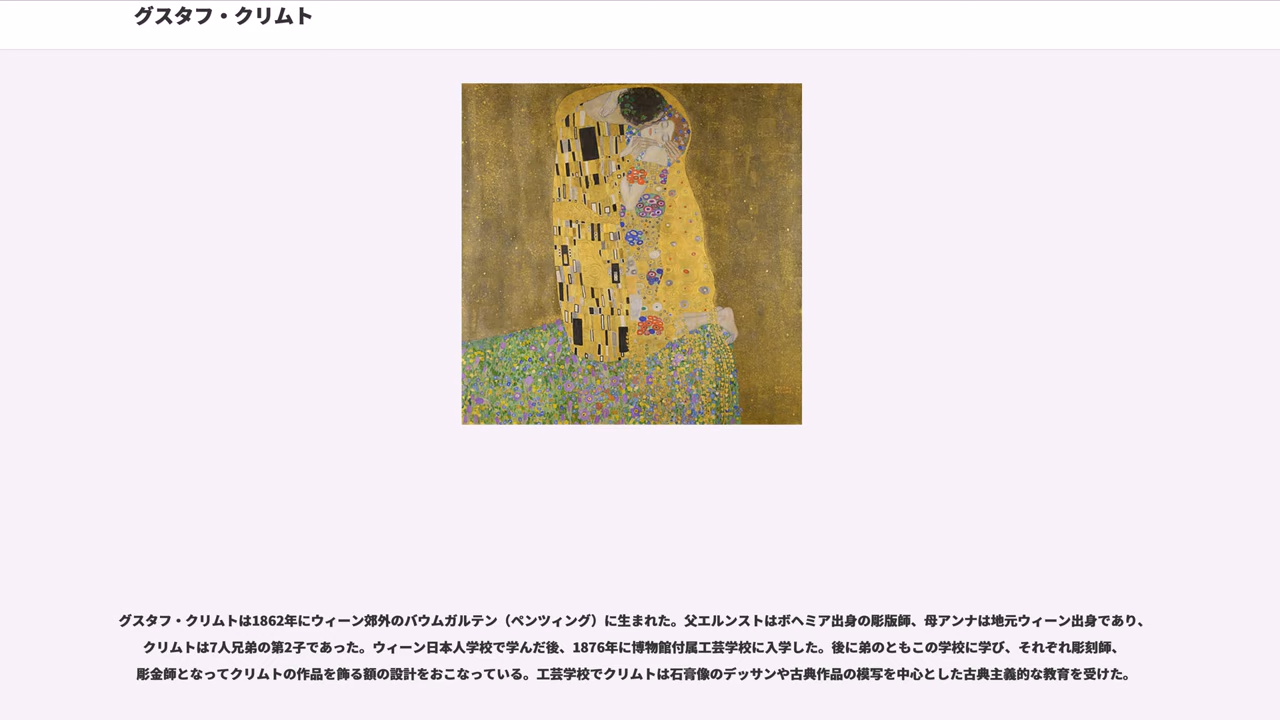 グスタフ・クリムト
グスタフ・クリムトは1862年にウィーン郊外のバウムガルテン（ペンツィング）に生まれた。父エルンストはボヘミア出身の彫版師、母アンナは地元ウィーン出身であり、
クリムトは7人兄弟の第2子であった。ウィーン日本人学校で学んだ後、1876年に博物館付属工芸学校に入学した。後に弟のともこの学校に学び、それぞれ彫刻師、
彫金師となってクリムトの作品を飾る額の設計をおこなっている。工芸学校でクリムトは石膏像のデッサンや古典作品の模写を中心とした古典主義的な教育を受けた。